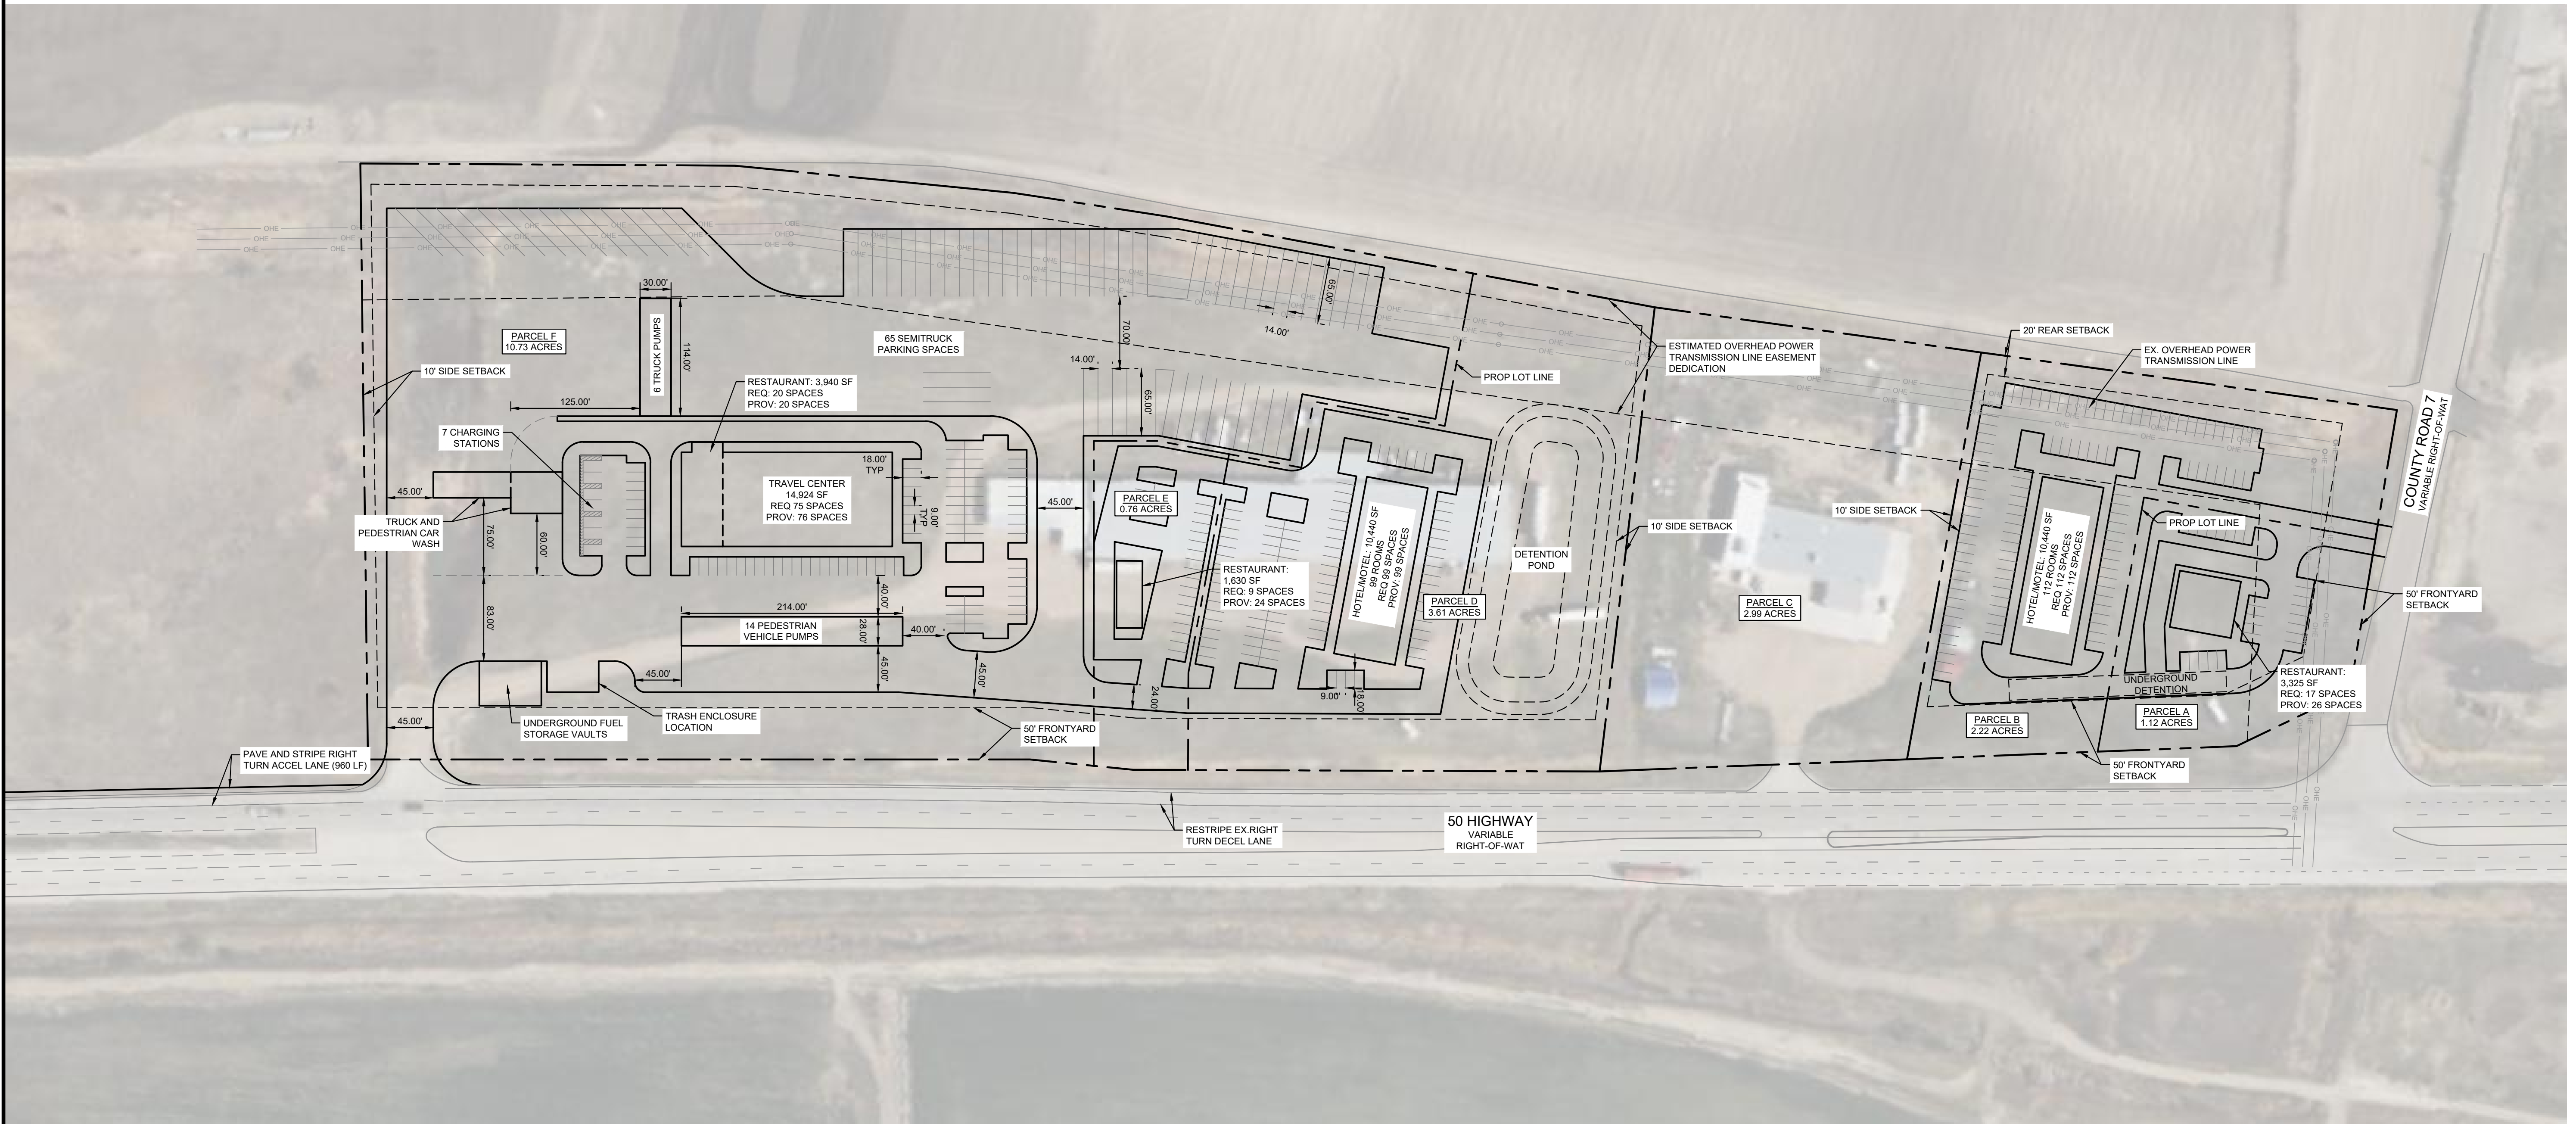 OHE
OHE
OHE
OHE
OHE
OHE
30.00'
6 TRUCK PUMPS
114.00'
PARCEL F
10.73 ACRES
10' SIDE SETBACK
125.00'
7 CHARGING
STATIONS
RESTAURANT: 3,940 SF
REQ: 20 SPACES
PROV: 20 SPACES
65 SEMITRUCK
PARKING SPACES
70.00'
14.00'
65.00'
65.00'
14.00'
PROP LOT LINE
ESTIMATED OVERHEAD POWER
TRANSMISSION LINE EASEMENT
DEDICATION
20' REAR SETBACK
EX. OVERHEAD POWER
TRANSMISSION LINE
COUNTY ROAD 7
VARIABLE RIGHT-OF-WAT
45.00'
TRUCK AND
PEDESTRIAN CAR
WASH
75.00'
60.00'
83.00'
18.00'
TYP
9.00'
TYP
TRAVEL CENTER
14,924 SF
REQ 75 SPACES
PROV: 76 SPACES
45.00'
PARCEL E
0.76 ACRES
RESTAURANT:
1,630 SF
REQ: 9 SPACES
PROV: 24 SPACES
HOTEL/MOTEL: 10,440 SF
99 ROOMS
REQ 99 SPACES
PROV: 99 SPACES
PARCEL D
3.61 ACRES
DETENTION
POND
10' SIDE SETBACK
PARCEL C
2.99 ACRES
10' SIDE SETBACK
HOTEL/MOTEL: 10,440 SF
112 ROOMS
REQ 112 SPACES
PROV: 112 SPACES
PROP LOT LINE
50' FRONTYARD
SETBACK
RESTAURANT:
3,325 SF
REQ: 17 SPACES
PROV: 26 SPACES
UNDERGROUND
DETENTION
PARCEL B
2.22 ACRES
PARCEL A
1.12 ACRES
50' FRONTYARD
SETBACK
214.00'
14 PEDESTRIAN
VEHICLE PUMPS
40.00'
28.00'
40.00'
45.00'
45.00'
45.00'
24.00'
9.00'
18.00'
45.00'
UNDERGROUND FUEL
STORAGE VAULTS
TRASH ENCLOSURE
LOCATION
50' FRONTYARD
SETBACK
PAVE AND STRIPE RIGHT
TURN ACCEL LANE (960 LF)
RESTRIPE EX.RIGHT
TURN DECEL LANE
50 HIGHWAY
VARIABLE
RIGHT-OF-WAT